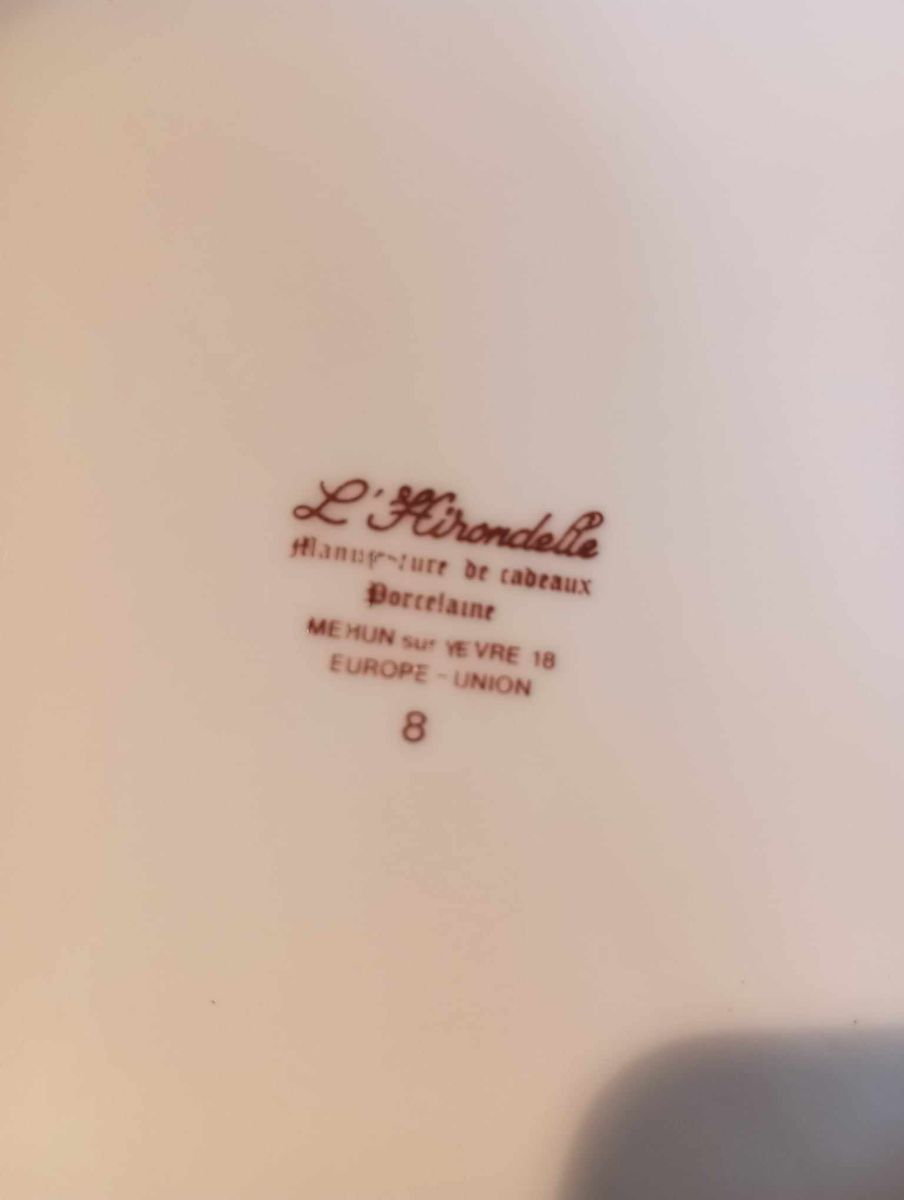 L'Hirondelle
Manufacture de cadeaux
Porcelaine
MEHUN sur YEVRE 18
EUROPE - UNION
8